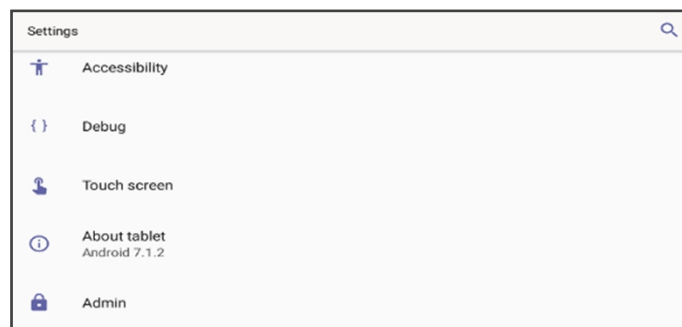 Settings
Accessibility
Debug
Touch screen
About tablet
Android 7.1.2
Admin